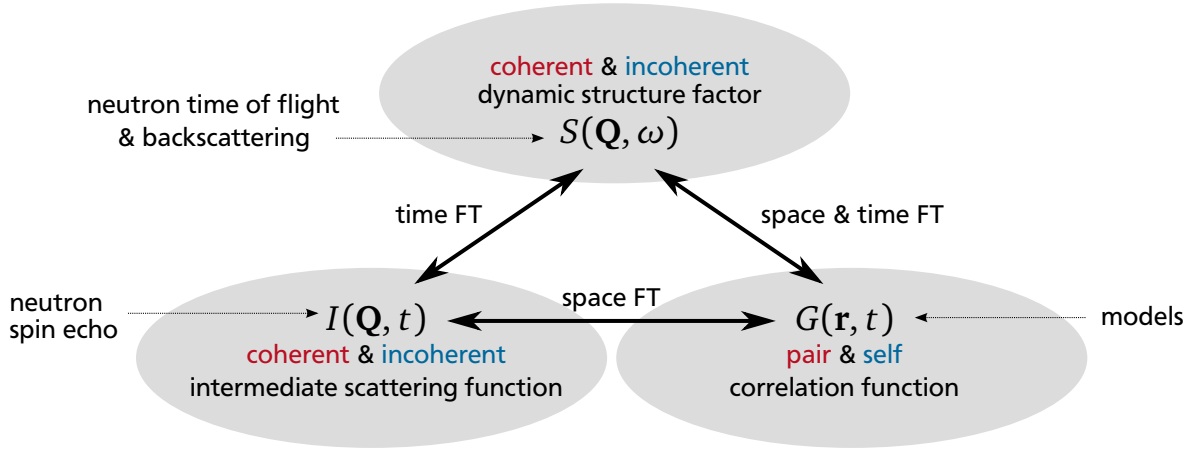 coherent & incoherent
dynamic structure factor
S(Q, ω)
neutron time of flight
& backscattering
time FT
space & time FT
space FT
neutron
spin echo
I(Q, t)
coherent & incoherent
intermediate scattering function
G(r, t)
pair & self
correlation function
models